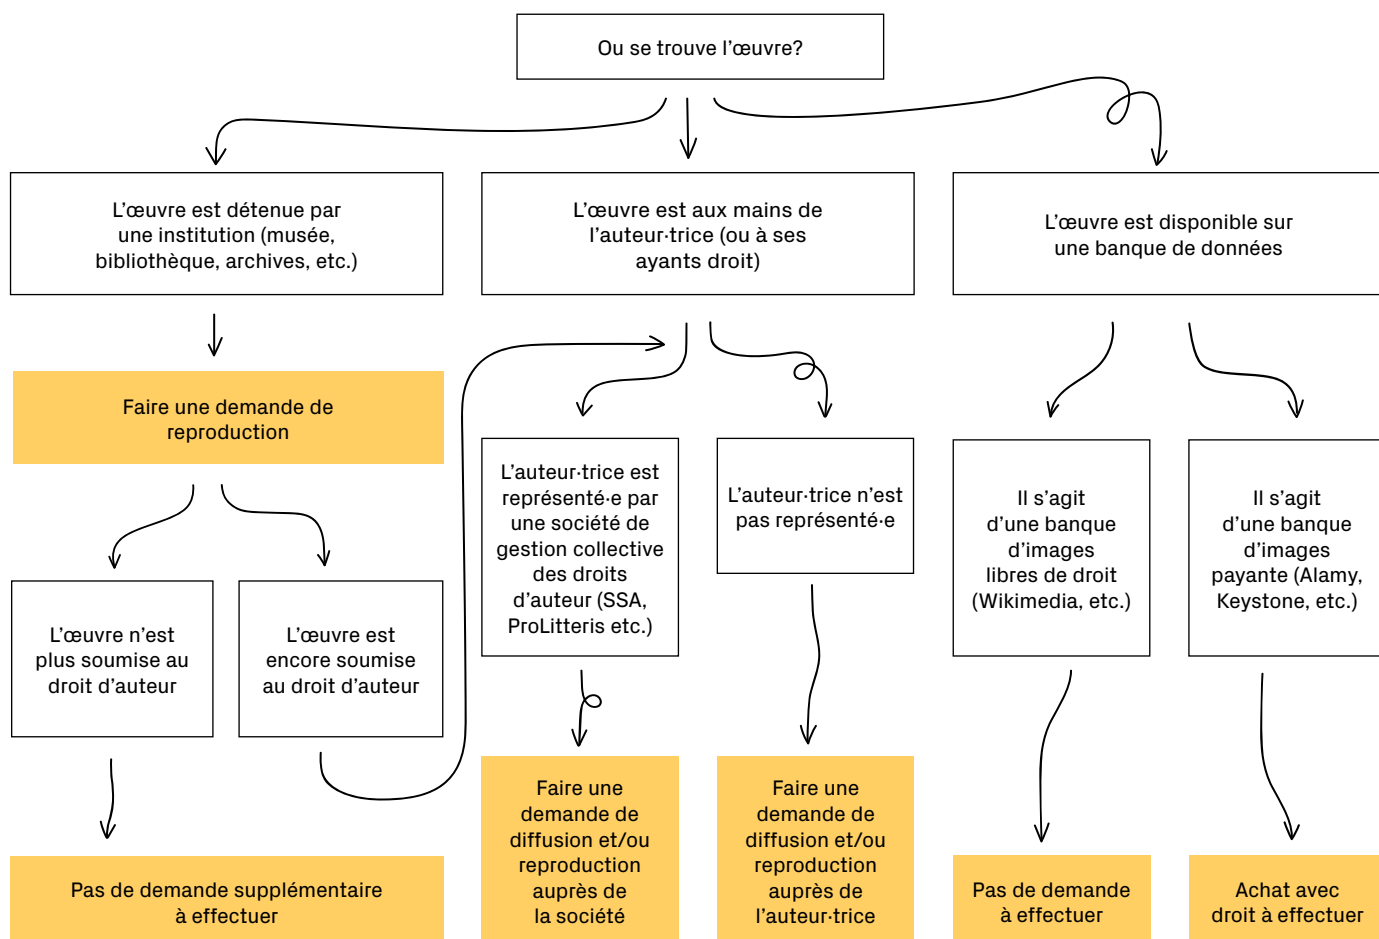 Ou se trouve l'œuvre?
L'œuvre est détenue par
une institution (musée,
bibliothèque, archives, etc.)
L'œuvre est aux mains de
l'auteur·trice (ou à ses
ayants droit)
L'œuvre est disponible sur
une banque de données
Faire une demande de
reproduction
L'auteur·trice est
représenté·e par
une société de
gestion collective
des droits
d'auteur (SSA,
ProLitteris etc.)
L'auteur·trice n'est
pas représenté·e
Il s'agit
d'une banque
d'images
libres de droit
(Wikimedia, etc.)
Il s'agit
d'une banque
d'images
payante (Alamy,
Keystone, etc.)
L'œuvre n'est
plus soumise au
droit d'auteur
L'œuvre est
encore soumise
au droit d'auteur
Pas de demande supplémentaire
à effectuer
Faire une
demande de
diffusion et/ou
reproduction
auprès de
la société
Faire une
demande de
diffusion et/ou
reproduction
auprès de
l'auteur·trice
Pas de demande
à effectuer
Achat avec
droit à effectuer